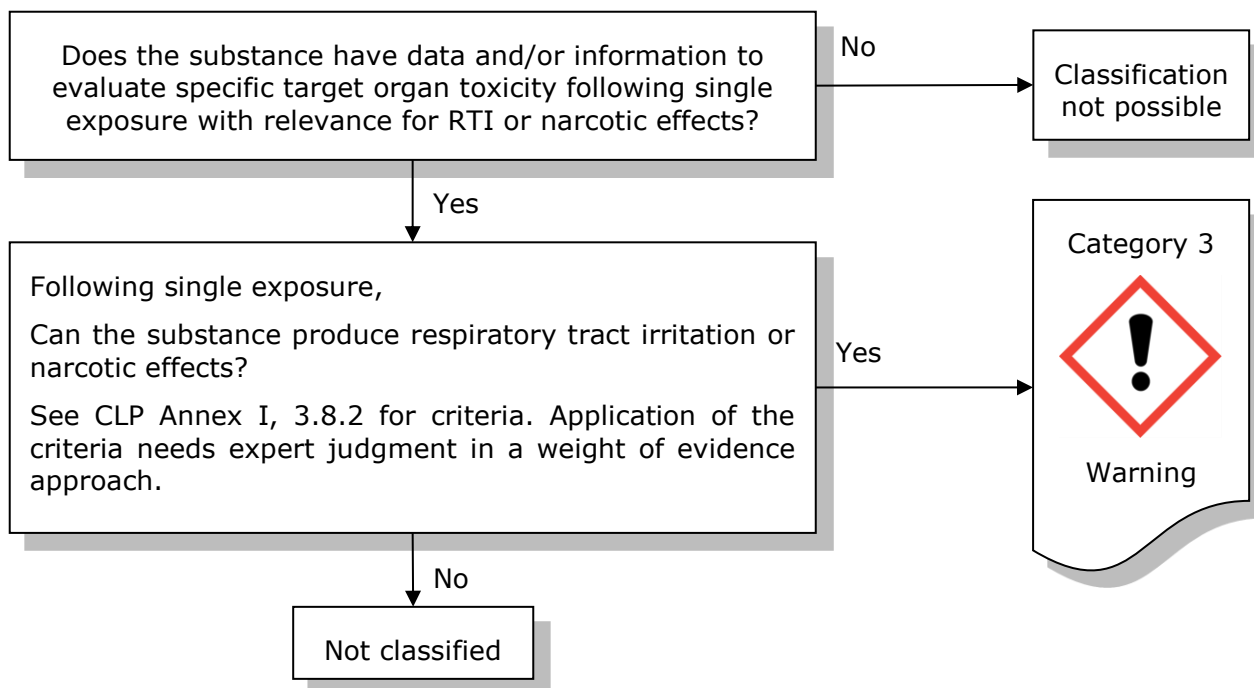 Does the substance have data and/or information to
evaluate specific target organ toxicity following single
exposure with relevance for RTI or narcotic effects?
No
Classification
not possible
Yes
Following single exposure,
Can the substance produce respiratory tract irritation or
narcotic effects?
See CLP Annex I, 3.8.2 for criteria. Application of the
criteria needs expert judgment in a weight of evidence
approach.
Yes
Category 3
Warning
No
Not classified